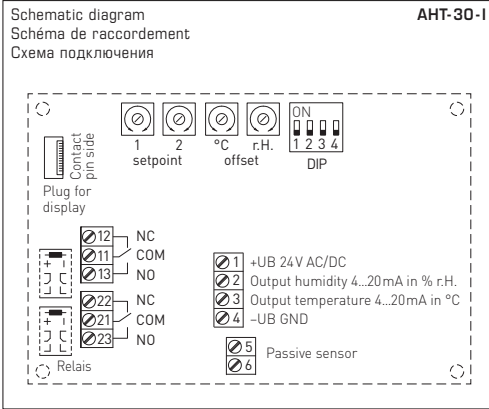 Schematic diagram
AHT-30-I
Schéma de raccordement
Схема подключения
ON
1 2 °C r.H.
1 2 3 4
setpoint offset
DIP
Contact
pin side
Plug for
display
12 NC
11 COM
13 NO
+ –
22 NC
21 COM
23 NO
+ –
Relais
1 +UB 24V AC/DC
2 Output humidity 4...20mA in % r.H.
3 Output temperature 4...20mA in °C
4 –UB GND
5 Passive sensor
6